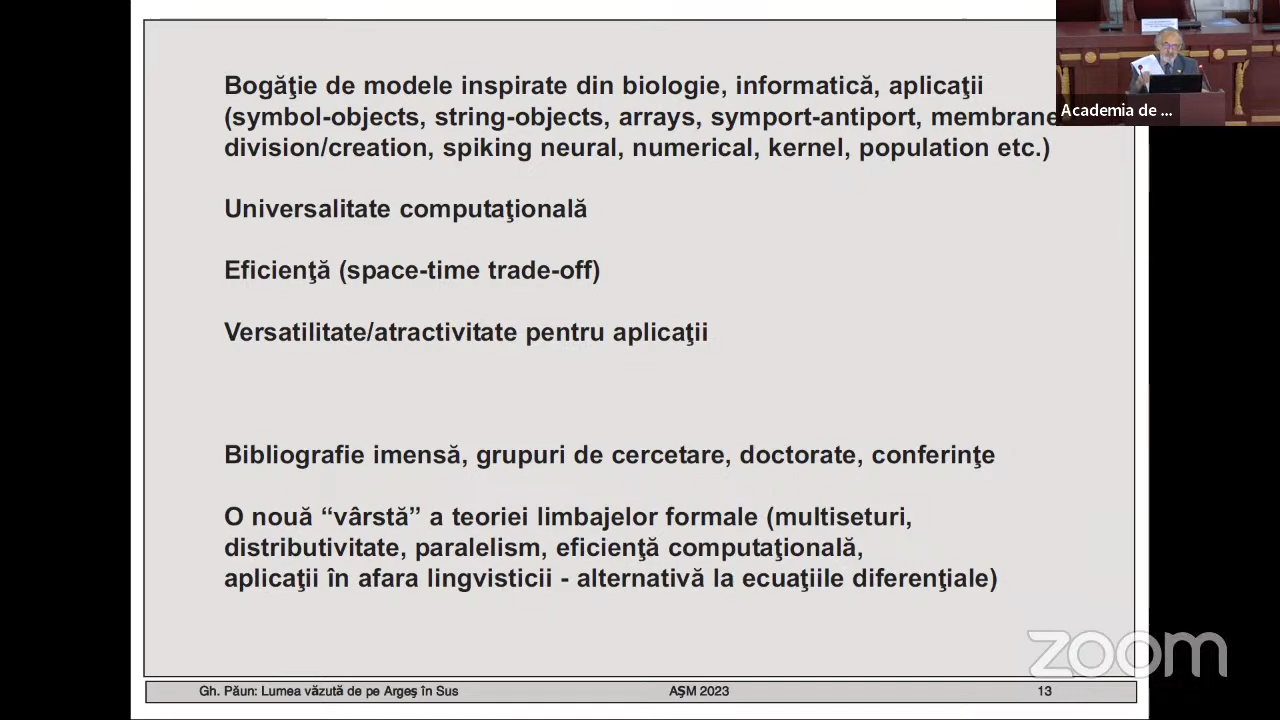 Bogăţie de modele inspirate din biologie, informatică, aplicaţii
(symbol-objects, string-objects, arrays, symport-antiport, membrane
division/creation, spiking neural, numerical, kernel, population etc.)
Universalitate computaţională
Eficienţă (space-time trade-off)
Versatilitate/atractivitate pentru aplicaţii
Bibliografie imensă, grupuri de cercetare, doctorate, conferinţe
O nouă “vârstă” a teoriei limbajelor formale (multiseturi,
distributivitate, paralelism, eficienţă computaţională,
aplicaţii în afara lingvisticii - alternativă la ecuaţiile diferenţiale)
Gh. Păun: Lumea văzută de pe Argeş în Sus
AŞM 2023
13
Academia de ...
zoom